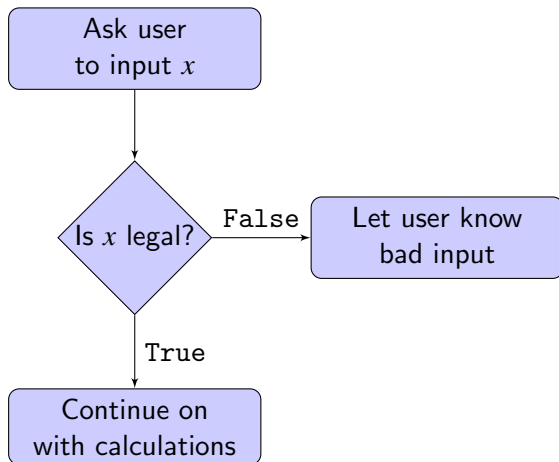 Ask user
to input x
Is x legal?
False
Let user know
bad input
True
Continue on
with calculations